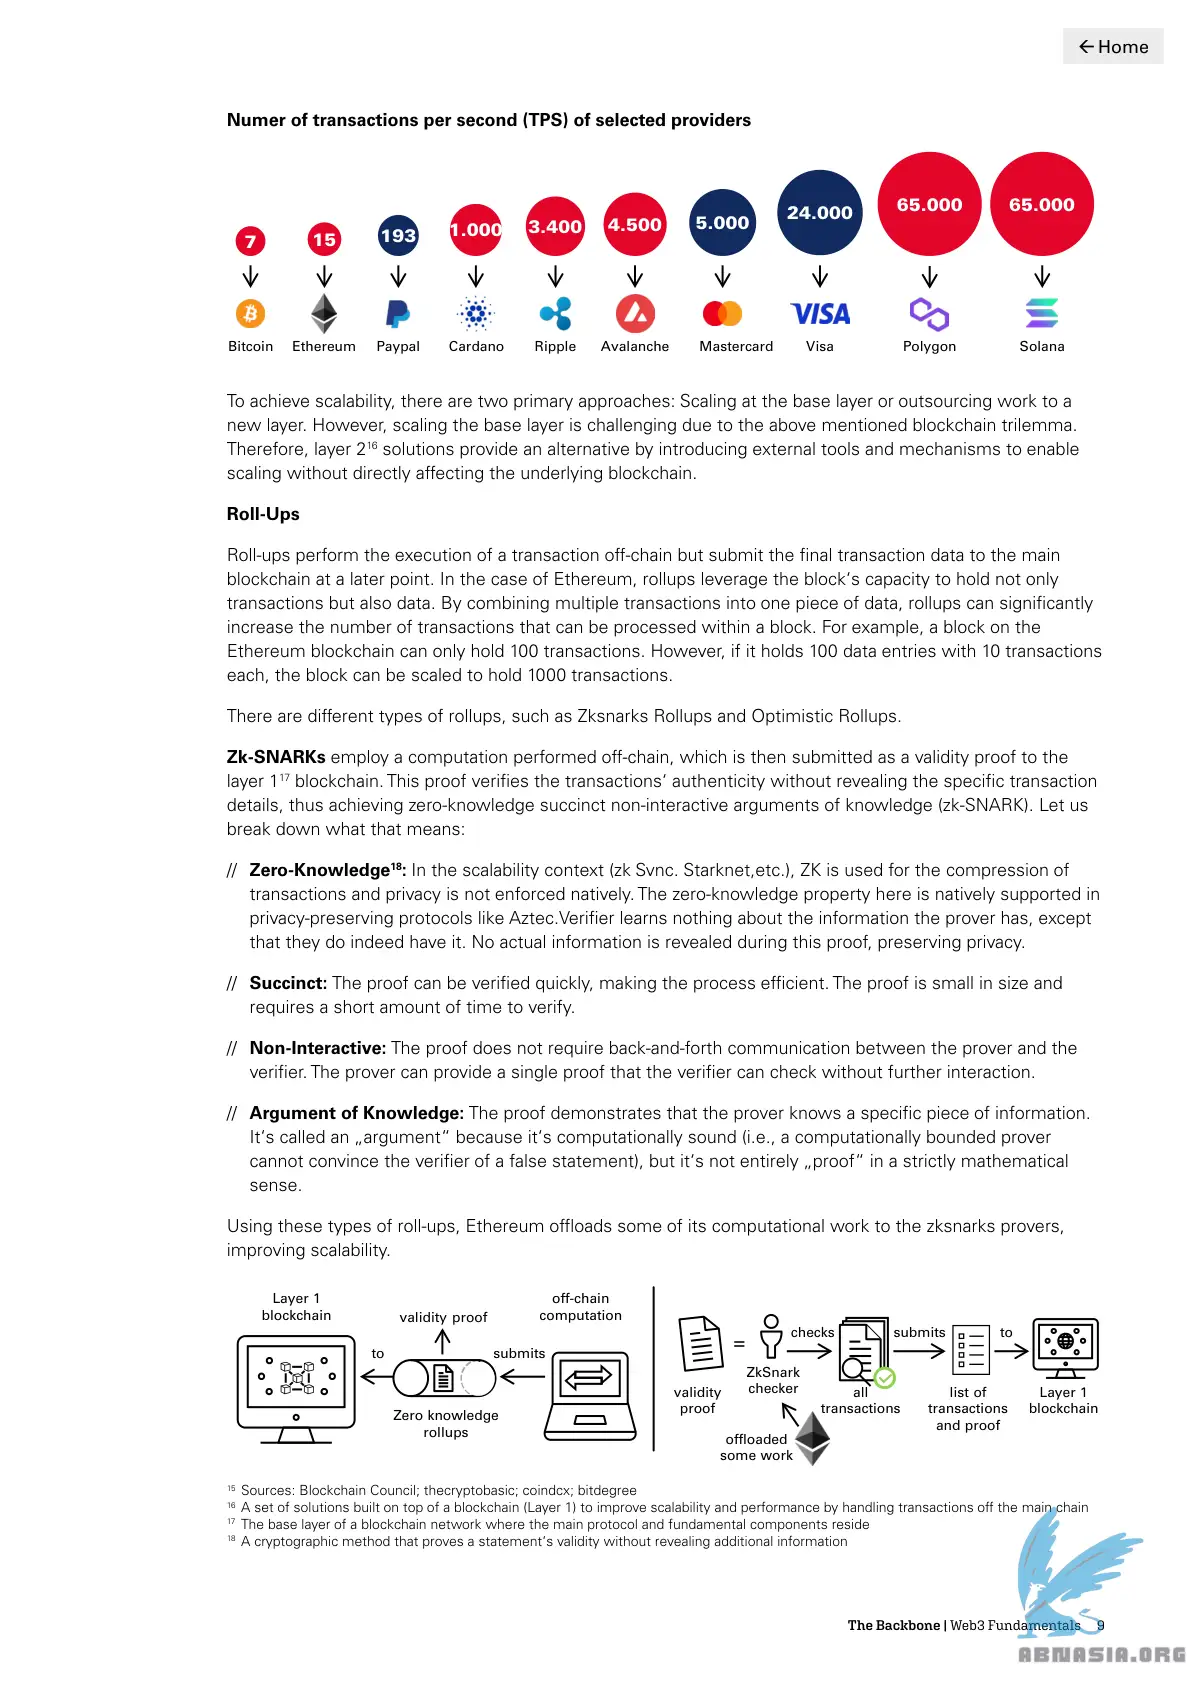 ← Home
Numer of transactions per second (TPS) of selected providers
7 15 193 1.000 3.400 4.500 5.000 24.000 65.000 65.000
VISA
Bitcoin Ethereum Paypal Cardano Ripple Avalanche Mastercard Visa Polygon Solana
To achieve scalability, there are two primary approaches: Scaling at the base layer or outsourcing work to a
new layer. However, scaling the base layer is challenging due to the above mentioned blockchain trilemma.
Therefore, layer 2¹⁶ solutions provide an alternative by introducing external tools and mechanisms to enable
scaling without directly affecting the underlying blockchain.
Roll-Ups
Roll-ups perform the execution of a transaction off-chain but submit the final transaction data to the main
blockchain at a later point. In the case of Ethereum, rollups leverage the block‘s capacity to hold not only
transactions but also data. By combining multiple transactions into one piece of data, rollups can significantly
increase the number of transactions that can be processed within a block. For example, a block on the
Ethereum blockchain can only hold 100 transactions. However, if it holds 100 data entries with 10 transactions
each, the block can be scaled to hold 1000 transactions.
There are different types of rollups, such as Zksnarks Rollups and Optimistic Rollups.
Zk-SNARKs employ a computation performed off-chain, which is then submitted as a validity proof to the
layer 1¹⁷ blockchain. This proof verifies the transactions‘ authenticity without revealing the specific transaction
details, thus achieving zero-knowledge succinct non-interactive arguments of knowledge (zk-SNARK). Let us
break down what that means:
// Zero-Knowledge¹⁸: In the scalability context (zk Svnc. Starknet,etc.), ZK is used for the compression of
transactions and privacy is not enforced natively. The zero-knowledge property here is natively supported in
privacy-preserving protocols like Aztec.Verifier learns nothing about the information the prover has, except
that they do indeed have it. No actual information is revealed during this proof, preserving privacy.
// Succinct: The proof can be verified quickly, making the process efficient. The proof is small in size and
requires a short amount of time to verify.
// Non-Interactive: The proof does not require back-and-forth communication between the prover and the
verifier. The prover can provide a single proof that the verifier can check without further interaction.
// Argument of Knowledge: The proof demonstrates that the prover knows a specific piece of information.
It‘s called an „argument“ because it‘s computationally sound (i.e., a computationally bounded prover
cannot convince the verifier of a false statement), but it‘s not entirely „proof“ in a strictly mathematical
sense.
Using these types of roll-ups, Ethereum offloads some of its computational work to the zksnarks provers,
improving scalability.
Layer 1
blockchain
to
validity proof
Zero knowledge
rollups
submits
off-chain
computation
validity
proof
=
ZkSnark
checker
offloaded
some work
checks
all
transactions
submits
list of
transactions
and proof
to
Layer 1
blockchain
¹⁵ Sources: Blockchain Council; thecryptobasic; coindcx; bitdegree
¹⁶ A set of solutions built on top of a blockchain (Layer 1) to improve scalability and performance by handling transactions off the main chain
¹⁷ The base layer of a blockchain network where the main protocol and fundamental components reside
¹⁸ A cryptographic method that proves a statement‘s validity without revealing additional information
The Backbone | Web3 Fundamentals 9
ABNASIA.ORG